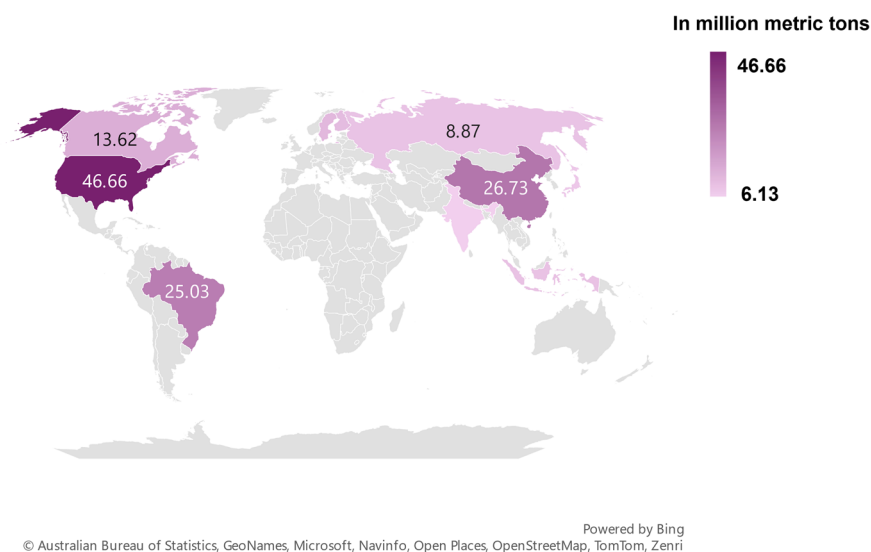 In million metric tons
46.66
6.13
13.62
8.87
46.66
26.73
25.03
Powered by Bing
© Australian Bureau of Statistics, GeoNames, Microsoft, Navinfo, Open Places, OpenStreetMap, TomTom, Zenri